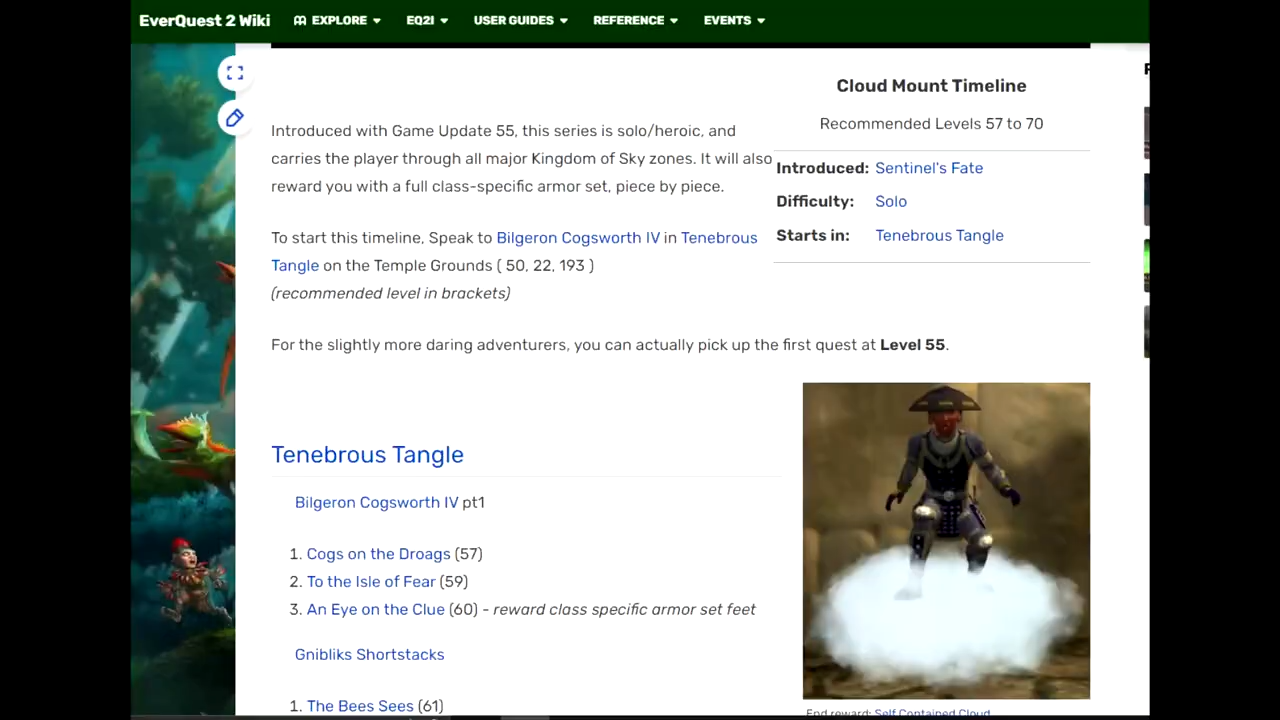 EverQuest 2 Wiki EXPLORE EQ2I USER GUIDES REFERENCE EVENTS
Cloud Mount Timeline
Recommended Levels 57 to 70
Introduced: Sentinel's Fate
Difficulty: Solo
Starts in: Tenebrous Tangle
Introduced with Game Update 55, this series is solo/heroic, and
carries the player through all major Kingdom of Sky zones. It will also
reward you with a full class-specific armor set, piece by piece.
To start this timeline, Speak to Bilgeron Cogsworth IV in Tenebrous
Tangle on the Temple Grounds ( 50, 22, 193 )
(recommended level in brackets)
For the slightly more daring adventurers, you can actually pick up the first quest at Level 55.
Tenebrous Tangle
Bilgeron Cogsworth IV pt1
1. Cogs on the Droags (57)
2. To the Isle of Fear (59)
3. An Eye on the Clue (60) - reward class specific armor set feet
Gnibliks Shortstacks
1. The Bees Sees (61)
End reward: Self Contained Cloud